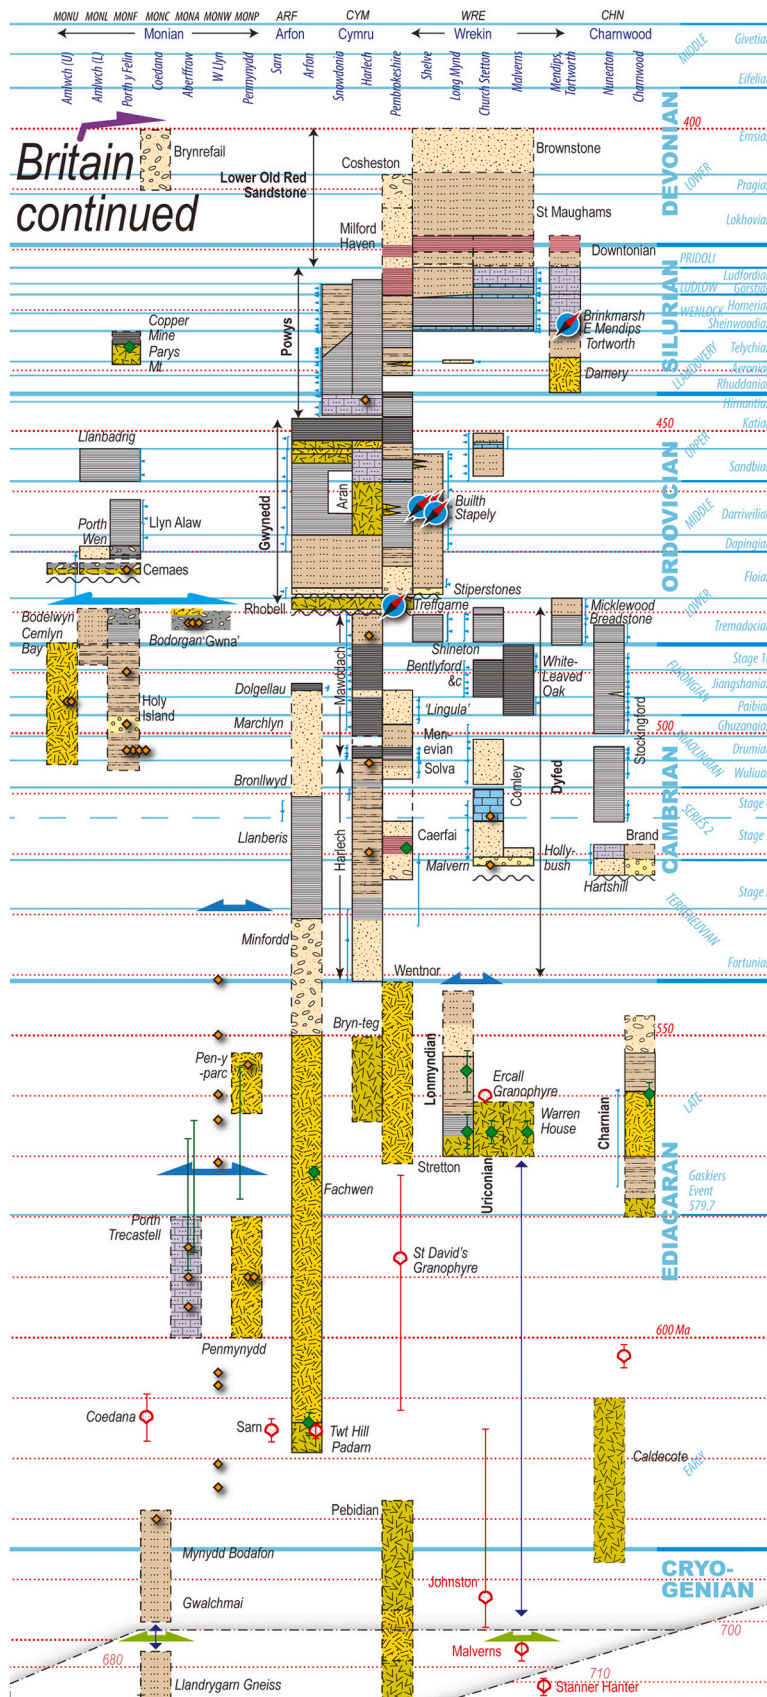 MONU MONL MONF MONC MONA MONW MONP ARF CYM WRE CHN
Monian Arfon Cymru Wrekin Charnwood
Amlwch (U)
Amlwch (L)
Porth y Felin
Coedana
Aberffraw
W Llyn
Penmynydd
Sarn
Arfon
Snowdonia
Harlech
Pembrokeshire
Shelve
Long Mynd
Church Stetton
Malverns
Mendips,
Tortworth
Nuneaton
Charnwood
MIDDLE
Givetian
Eifelian
DEVONIAN
400
Emsian
LOWER
Pragian
Lokhovian
Britain
continued
Brynrefail
Lower Old Red
Sandstone
Cosheston
Brownstone
St Maughams
Milford
Haven
Downtonian
SILURIAN
PRIDOLI
Ludfordian
LUDLOW
Gorstian
Homerian
WENLOCK
Sheinwoodian
Telychian
LLANDOVERY
Aeronian
Rhuddanian
Hirnantian
Copper
Mine
Parys
Mt
Powys
Brinkmarsh
E Mendips
Tortworth
Damery
450
Katian
ORDOVICIAN
UPPER
Sandbian
MIDDLE
Darriwilian
Dapingian
Floian
LOWER
Tremadocian
Llanbadrig
Gwynedd
Aran
Builth
Stapely
Porth
Wen
Llyn Alaw
Cemaes
Stiperstones
Rhobell
Treffgarne
Micklewood
Breadstone
Bodelwyn
Cemlyn
Bay
Bodorgan 'Gwna'
Shineton
Bentlyford
&c
White-
Leaved
Oak
Mawddach
Dolgellau
Holy
Island
Marchlyn
'Lingula'
Stockingford
Men-
evian
Solva
CAMBRIAN
FURONGIAN
Stage 10
Jiangshanian
Paibian
500
Guzhangian
MIAOLINGIAN
Drumian
Wuliuan
Stage
SERIES 2
Stage
Stage
TERRENEUVIAN
Fortunian
Bronllwyd
Comley
Dyfed
Llanberis
Harlech
Caerfai
Malvern
Holly-
bush
Brand
Hartshill
Minfordd
Wentnor
Bryn-teg
550
Pen-y
-parc
Lonmyndian
Ercall
Granophyre
Warren
House
Charnian
LATE
Stretton
Uriconian
Fachwen
EDIACARAN
Gaskiers
Event
579.7
Porth
Trecastell
St David's
Granophyre
600 Ma
Penmynydd
Coedana
Sarn
Twt Hill
Padarn
Caldecote
EARLY
Pebidian
Mynydd Bodafon
CRYO-
GENIAN
Gwalchmai
Johnston
700
680
Malverns
710
Llandrygarn Gneiss
Stanner Hanter